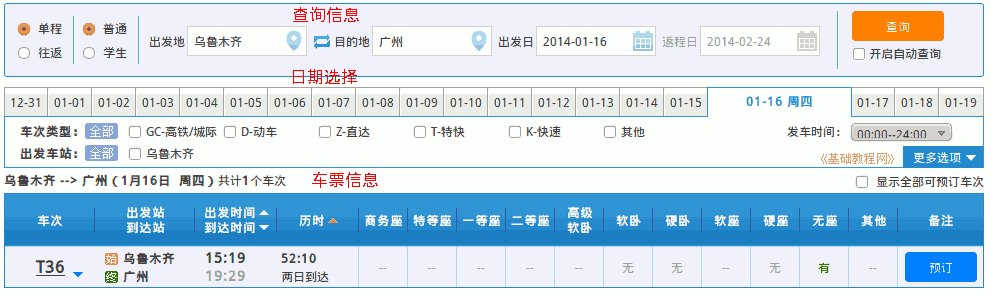 查询信息
单程 普通
往返 学生
出发地 乌鲁木齐 目的地 广州 出发日 2014-01-16 返程日 2014-02-24
查询
开启自动查询
日期选择
12-31 01-01 01-02 01-03 01-04 01-05 01-06 01-07 01-08 01-09 01-10 01-11 01-12 01-13 01-14 01-15 01-16 周四 01-17 01-18 01-19
车次类型： 全部 GC-高铁/城际 D-动车 Z-直达 T-特快 K-快速 其他 发车时间： 00:00--24:00
出发车站： 全部 乌鲁木齐
《基础教程网》 更多选项
乌鲁木齐 --> 广州（1月16日 周四）共计1个车次 车票信息 显示全部可预订车次
车次 出发站 到达站 出发时间 到达时间 历时 商务座 特等座 一等座 二等座 高级软卧 软卧 硬卧 软座 硬座 无座 其他 备注
T36 始 乌鲁木齐 15:19 52:10 -- -- -- -- -- 无 无 -- 无 有 -- 预订
终 广州 19:29 两日到达